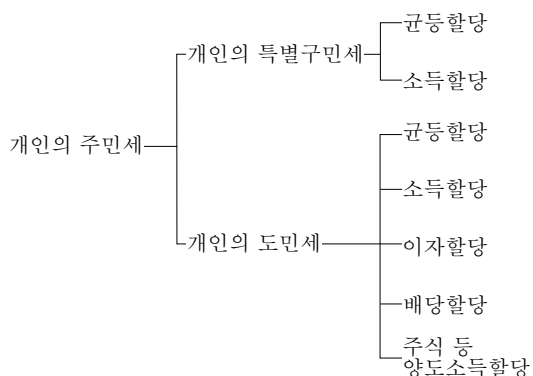 균등할당
개인의 특별구민세
소득할당
개인의 주민세
균등할당
소득할당
개인의 도민세
이자할당
배당할당
주식 등
양도소득할당